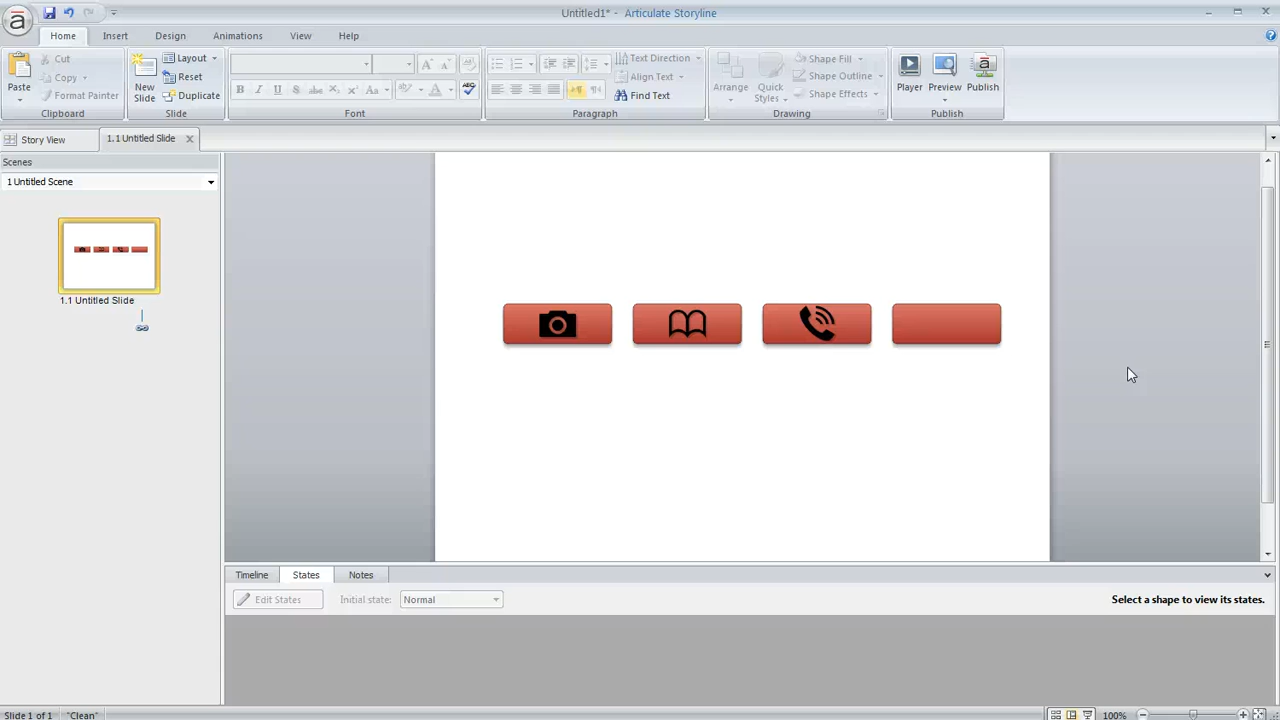 Untitled1* - Articulate Storyline
Home Insert Design Animations View Help
Cut
Copy
Format Painter
Paste
Clipboard
New Slide
Layout
Reset
Duplicate
Slide
B I U S abc Aa A
Font
Text Direction
Align Text
Find Text
Paragraph
Arrange
Quick Styles
Shape Fill
Shape Outline
Shape Effects
Drawing
Player
Preview
Publish
Publish
Story View
1.1 Untitled Slide
Scenes
1 Untitled Scene
1.1 Untitled Slide
Timeline States Notes
Edit States
Initial state:
Normal
Select a shape to view its states.
Slide 1 of 1
"Clean"
100%